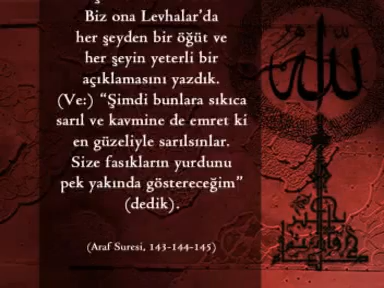 Biz ona Levhalar’da
her şeyden bir öğüt ve
her şeyin yeterli bir
açıklamasını yazdık.
(Ve:) “Şimdi bunlara sıkıca
sarıl ve kavmine de emret ki
en güzeliyle sarılsınlar.
Size fasıkların yurdunu
pek yakında göstereceğim”
(dedik).
(Araf Suresi, 143-144-145)
الله